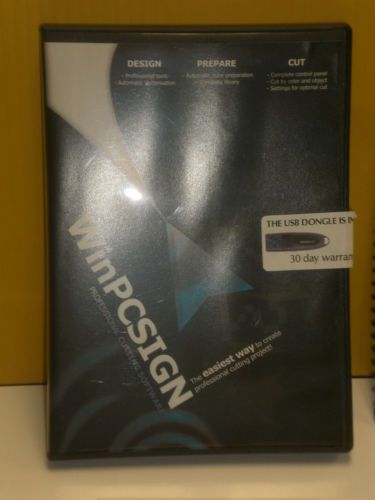 DESIGN
- Professional tools
- Automatic Vectorisation
PREPARE
- Automatic color preparation
- Complete library
CUT
- Complete control panel
- Cut by color and object
- Settings for optimal cut
THE USB DONGLE IS IN
30 day warran
WinPCSIGN
PROFESSIONAL CUTTING SOFTWARE
The easiest way to create
professional cutting project!